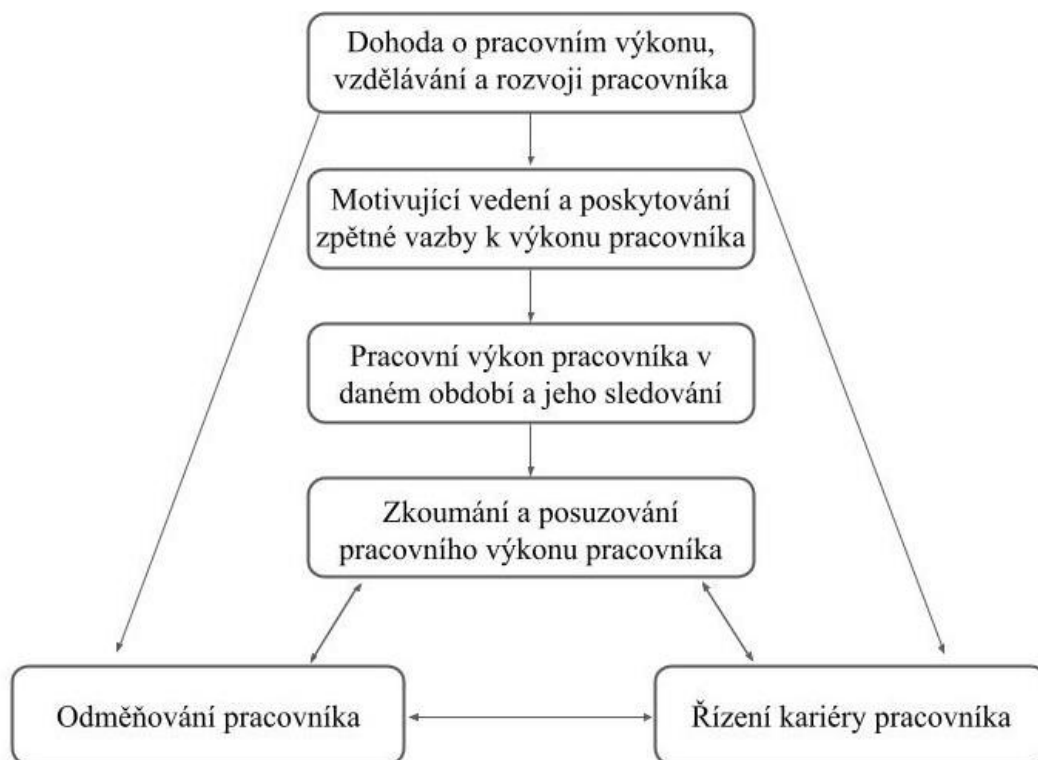 Dohoda o pracovním výkonu,
vzdělávání a rozvoji pracovníka
Motivující vedení a poskytování
zpětné vazby k výkonu pracovníka
Pracovní výkon pracovníka v
daném období a jeho sledování
Zkoumání a posuzování
pracovního výkonu pracovníka
Odměňování pracovníka
Řízení kariéry pracovníka